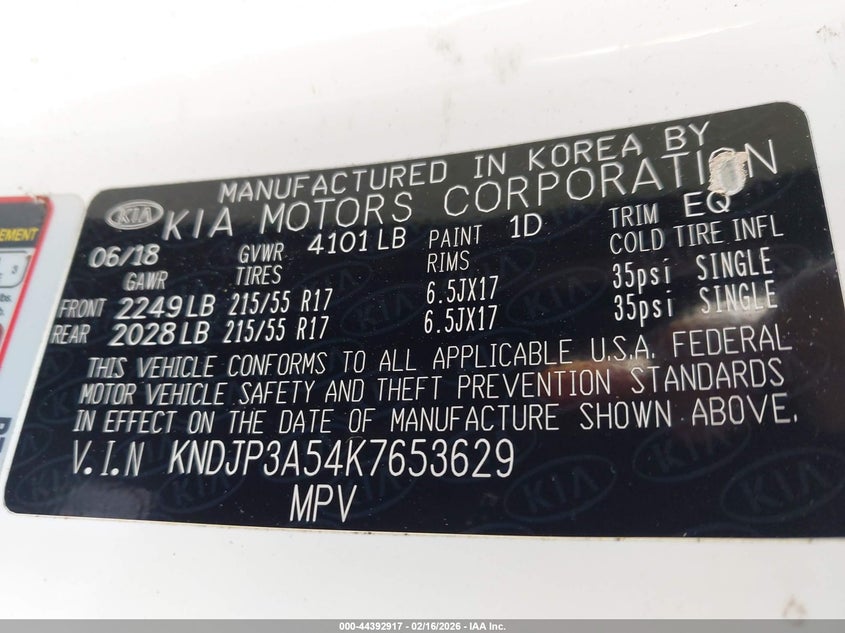 MANUFACTURED IN KOREA BY
KIA KIA MOTORS CORPORATION
06/18 GVWR 4101 LB PAINT 1D TRIM EQ
GAWR TIRES RIMS COLD TIRE INFL
FRONT 2249 LB 215/55 R17 6.5JX17 35psi SINGLE
REAR 2028 LB 215/55 R17 6.5JX17 35psi SINGLE
THIS VEHICLE CONFORMS TO ALL APPLICABLE U.S.A. FEDERAL
MOTOR VEHICLE SAFETY AND THEFT PREVENTION STANDARDS
IN EFFECT ON THE DATE OF MANUFACTURE SHOWN ABOVE.
V.I.N KNDJP3A54K7653629
MPV
3
000-44392917 - 02/16/2026 - IAA Inc.